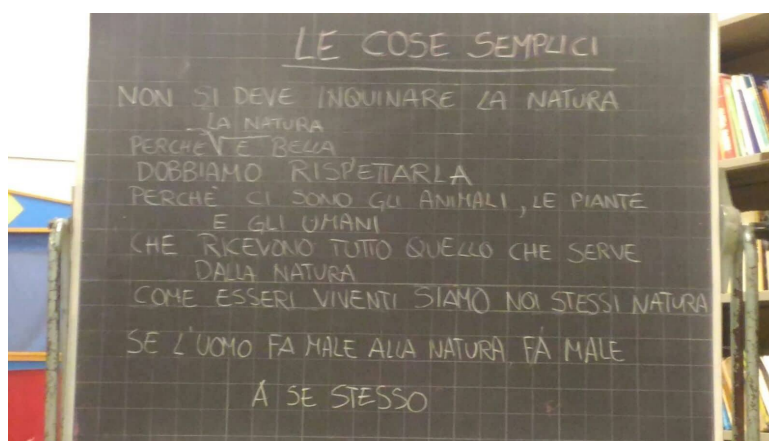 LE COSE SEMPLICI
NON SI DEVE INQUINARE LA NATURA
LA NATURA
PERCHÈ È BELLA
DOBBIAMO RISPETTARLA
PERCHÈ CI SONO GLI ANIMALI, LE PIANTE
E GLI UMANI
CHE RICEVONO TUTTO QUELLO CHE SERVE
DALLA NATURA
COME ESSERI VIVENTI SIAMO NOI STESSI NATURA
SE L'UOMO FA MALE ALLA NATURA FÀ MALE
A SE STESSO